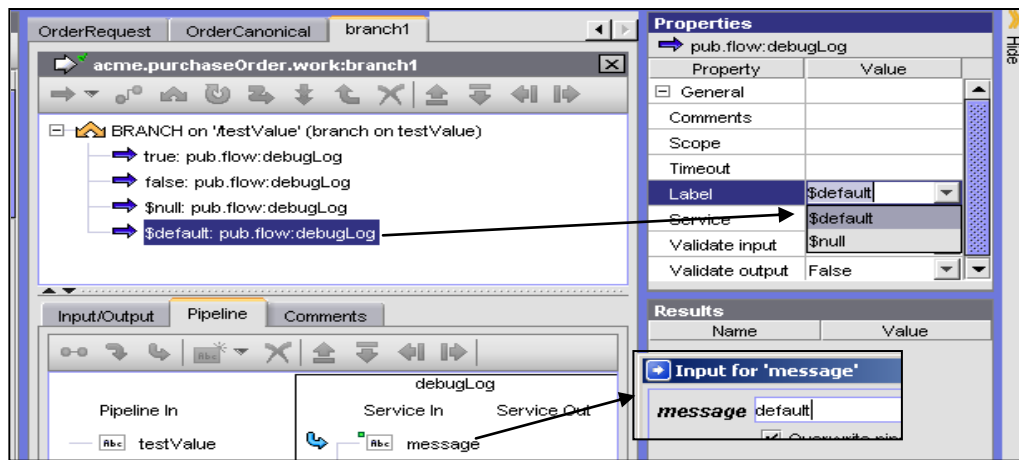 OrderRequest OrderCanonical branch1
acme.purchaseOrder.work:branch1
BRANCH on '/testValue' (branch on testValue)
true: pub.flow:debugLog
false: pub.flow:debugLog
$null: pub.flow:debugLog
$default: pub.flow:debugLog
Input/Output Pipeline Comments
Abc
debugLog
Pipeline In Service In Service Out
Abc testValue Abc message
Properties
pub.flow:debugLog
Property Value
General
Comments
Scope
Timeout
Label $default
Service $default
$null
Validate input
Validate output False
Results
Name Value
Input for 'message'
message default
Hide